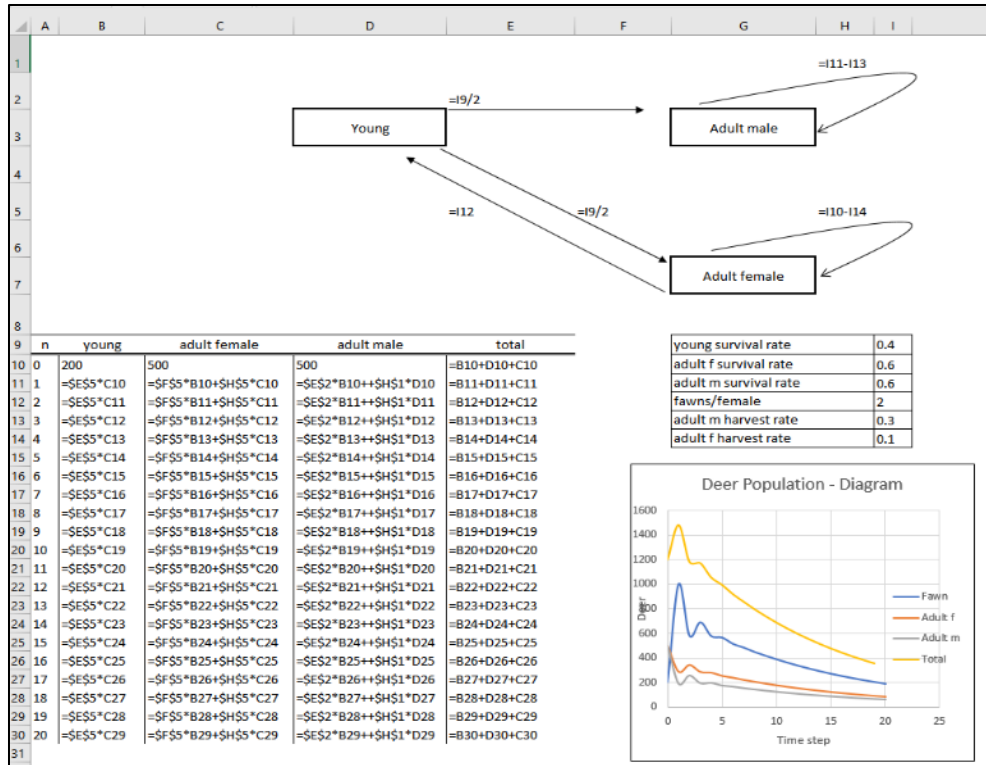 A B C D E F G H I
1 =I11-I13
2 =I9/2
3 Young Adult male
4
5 =I12 =I9/2 =I10-I14
6
7 Adult female
8
9 n young adult female adult male total young survival rate 0.4
10 0 200 500 500 =B10+D10+C10 adult f survival rate 0.6
11 1 =$E$5*C10 =$F$5*B10+$H$5*C10 =$E$2*B10++$H$1*D10 =B11+D11+C11 adult m survival rate 0.6
12 2 =$E$5*C11 =$F$5*B11+$H$5*C11 =$E$2*B11++$H$1*D11 =B12+D12+C12 fawns/female 2
13 3 =$E$5*C12 =$F$5*B12+$H$5*C12 =$E$2*B12++$H$1*D12 =B13+D13+C13 adult m harvest rate 0.3
14 4 =$E$5*C13 =$F$5*B13+$H$5*C13 =$E$2*B13++$H$1*D13 =B14+D14+C14 adult f harvest rate 0.1
15 5 =$E$5*C14 =$F$5*B14+$H$5*C14 =$E$2*B14++$H$1*D14 =B15+D15+C15
16 6 =$E$5*C15 =$F$5*B15+$H$5*C15 =$E$2*B15++$H$1*D15 =B16+D16+C16
17 7 =$E$5*C16 =$F$5*B16+$H$5*C16 =$E$2*B16++$H$1*D16 =B17+D17+C17
18 8 =$E$5*C17 =$F$5*B17+$H$5*C17 =$E$2*B17++$H$1*D17 =B18+D18+C18
19 9 =$E$5*C18 =$F$5*B18+$H$5*C18 =$E$2*B18++$H$1*D18 =B19+D19+C19
20 10 =$E$5*C19 =$F$5*B19+$H$5*C19 =$E$2*B19++$H$1*D19 =B20+D20+C20
21 11 =$E$5*C20 =$F$5*B20+$H$5*C20 =$E$2*B20++$H$1*D20 =B21+D21+C21
22 12 =$E$5*C21 =$F$5*B21+$H$5*C21 =$E$2*B21++$H$1*D21 =B22+D22+C22
23 13 =$E$5*C22 =$F$5*B22+$H$5*C22 =$E$2*B22++$H$1*D22 =B23+D23+C23
24 14 =$E$5*C23 =$F$5*B23+$H$5*C23 =$E$2*B23++$H$1*D23 =B24+D24+C24
25 15 =$E$5*C24 =$F$5*B24+$H$5*C24 =$E$2*B24++$H$1*D24 =B25+D25+C25
26 16 =$E$5*C25 =$F$5*B25+$H$5*C25 =$E$2*B25++$H$1*D25 =B26+D26+C26
27 17 =$E$5*C26 =$F$5*B26+$H$5*C26 =$E$2*B26++$H$1*D26 =B27+D27+C27
28 18 =$E$5*C27 =$F$5*B27+$H$5*C27 =$E$2*B27++$H$1*D27 =B28+D28+C28
29 19 =$E$5*C28 =$F$5*B28+$H$5*C28 =$E$2*B28++$H$1*D28 =B29+D29+C29
30 20 =$E$5*C29 =$F$5*B29+$H$5*C29 =$E$2*B29++$H$1*D29 =B30+D30+C30
31
Deer Population - Diagram
1600
1400
1200
1000
800
600
400
200
0
Deer
0 5 10 15 20 25
Time step
Fawn
Adult f
Adult m
Total